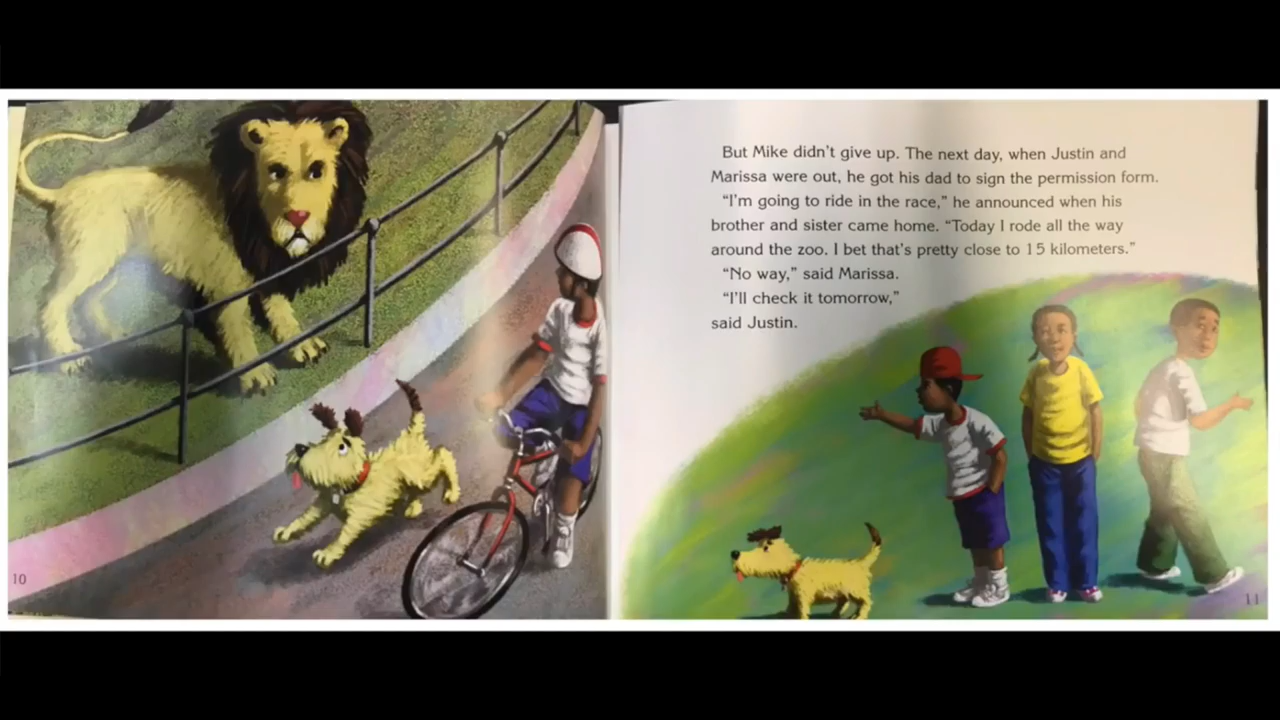 But Mike didn't give up. The next day, when Justin and
Marissa were out, he got his dad to sign the permission form.
"I'm going to ride in the race," he announced when his
brother and sister came home. "Today I rode all the way
around the zoo. I bet that's pretty close to 15 kilometers."
"No way," said Marissa.
"I'll check it tomorrow,"
said Justin.
10
11